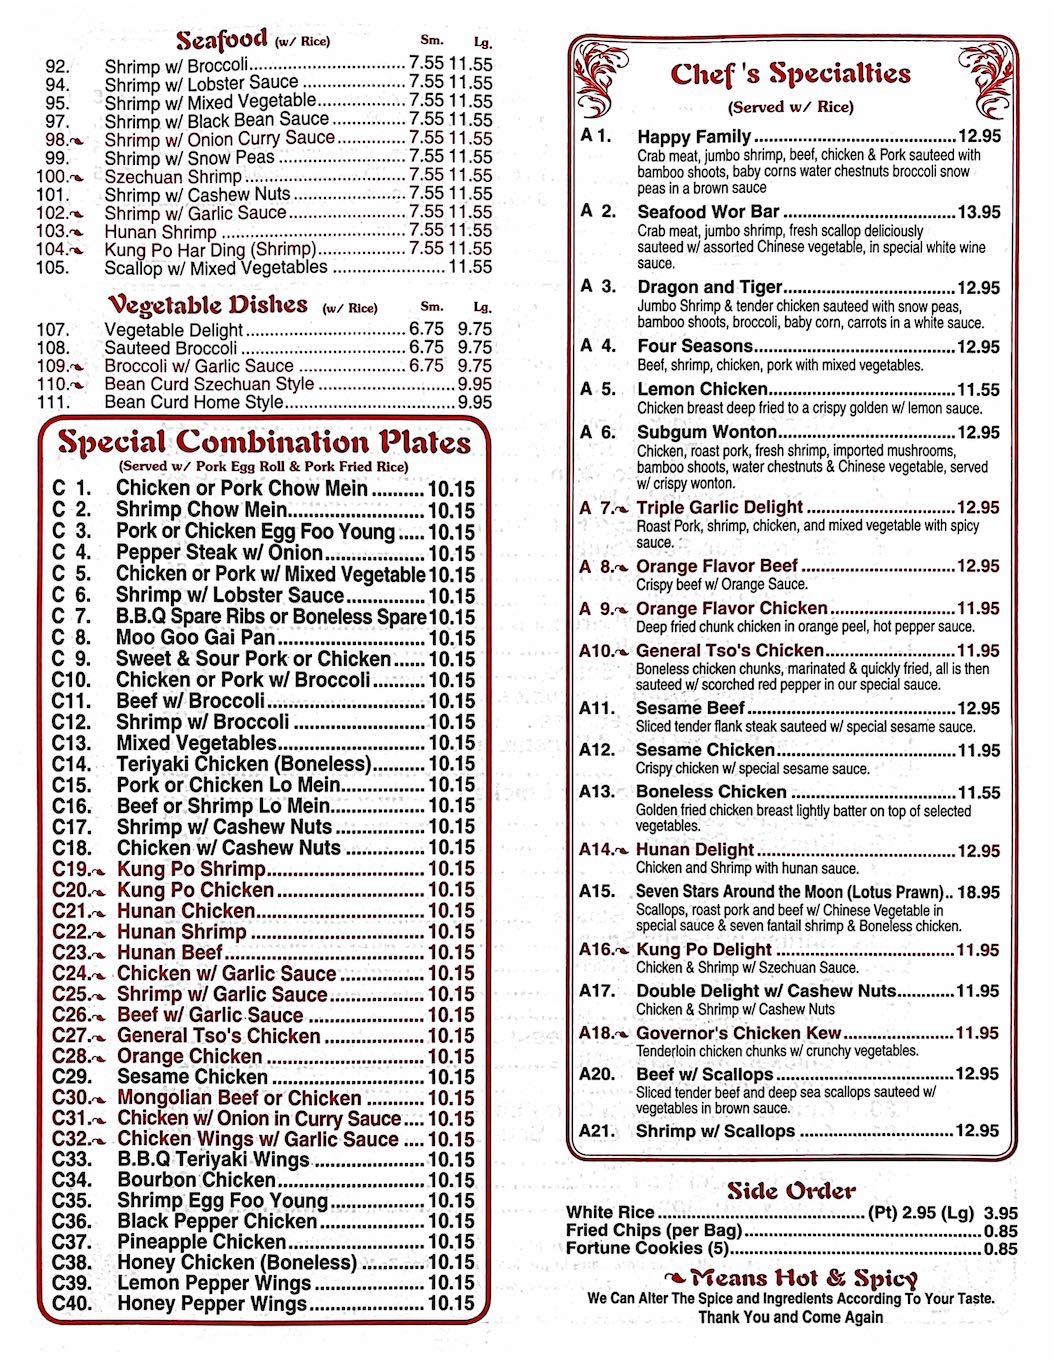 Seafood (w/ Rice) Sm. Lg.
92. Shrimp w/ Broccoli 7.55 11.55
94. Shrimp w/ Lobster Sauce 7.55 11.55
95. Shrimp w/ Mixed Vegetable 7.55 11.55
97. Shrimp w/ Black Bean Sauce 7.55 11.55
98. Shrimp w/ Onion Curry Sauce 7.55 11.55
99. Shrimp w/ Snow Peas 7.55 11.55
100. Szechuan Shrimp 7.55 11.55
101. Shrimp w/ Cashew Nuts 7.55 11.55
102. Shrimp w/ Garlic Sauce 7.55 11.55
103. Hunan Shrimp 7.55 11.55
104. Kung Po Har Ding (Shrimp) 7.55 11.55
105. Scallop w/ Mixed Vegetables 11.55
Vegetable Dishes (w/ Rice) Sm. Lg.
107. Vegetable Delight 6.75 9.75
108. Sauteed Broccoli 6.75 9.75
109. Broccoli w/ Garlic Sauce 6.75 9.75
110. Bean Curd Szechuan Style 9.95
111. Bean Curd Home Style 9.95
Special Combination Plates
(Served w/ Pork Egg Roll & Pork Fried Rice)
C 1. Chicken or Pork Chow Mein 10.15
C 2. Shrimp Chow Mein 10.15
C 3. Pork or Chicken Egg Foo Young 10.15
C 4. Pepper Steak w/ Onion 10.15
C 5. Chicken or Pork w/ Mixed Vegetable 10.15
C 6. Shrimp w/ Lobster Sauce 10.15
C 7. B.B.Q Spare Ribs or Boneless Spare 10.15
C 8. Moo Goo Gai Pan 10.15
C 9. Sweet & Sour Pork or Chicken 10.15
C10. Chicken or Pork w/ Broccoli 10.15
C11. Beef w/ Broccoli 10.15
C12. Shrimp w/ Broccoli 10.15
C13. Mixed Vegetables 10.15
C14. Teriyaki Chicken (Boneless) 10.15
C15. Pork or Chicken Lo Mein 10.15
C16. Beef or Shrimp Lo Mein 10.15
C17. Shrimp w/ Cashew Nuts 10.15
C18. Chicken w/ Cashew Nuts 10.15
C19. Kung Po Shrimp 10.15
C20. Kung Po Chicken 10.15
C21. Hunan Chicken 10.15
C22. Hunan Shrimp 10.15
C23. Hunan Beef 10.15
C24. Chicken w/ Garlic Sauce 10.15
C25. Shrimp w/ Garlic Sauce 10.15
C26. Beef w/ Garlic Sauce 10.15
C27. General Tso's Chicken 10.15
C28. Orange Chicken 10.15
C29. Sesame Chicken 10.15
C30. Mongolian Beef or Chicken 10.15
C31. Chicken w/ Onion in Curry Sauce 10.15
C32. Chicken Wings w/ Garlic Sauce 10.15
C33. B.B.Q Teriyaki Wings 10.15
C34. Bourbon Chicken 10.15
C35. Shrimp Egg Foo Young 10.15
C36. Black Pepper Chicken 10.15
C37. Pineapple Chicken 10.15
C38. Honey Chicken (Boneless) 10.15
C39. Lemon Pepper Wings 10.15
C40. Honey Pepper Wings 10.15
Chef's Specialties
(Served w/ Rice)
A 1. Happy Family 12.95
Crab meat, jumbo shrimp, beef, chicken & Pork sauteed with
bamboo shoots, baby corns water chestnuts broccoli snow
peas in a brown sauce
A 2. Seafood Wor Bar 13.95
Crab meat, jumbo shrimp, fresh scallop deliciously
sauteed w/ assorted Chinese vegetable, in special white wine
sauce.
A 3. Dragon and Tiger 12.95
Jumbo Shrimp & tender chicken sauteed with snow peas,
bamboo shoots, broccoli, baby corn, carrots in a white sauce.
A 4. Four Seasons 12.95
Beef, shrimp, chicken, pork with mixed vegetables.
A 5. Lemon Chicken 11.55
Chicken breast deep fried to a crispy golden w/ lemon sauce.
A 6. Subgum Wonton 12.95
Chicken, roast pork, fresh shrimp, imported mushrooms,
bamboo shoots, water chestnuts & Chinese vegetable, served
w/ crispy wonton.
A 7. Triple Garlic Delight 12.95
Roast Pork, shrimp, chicken, and mixed vegetable with spicy
sauce.
A 8. Orange Flavor Beef 12.95
Crispy beef w/ Orange Sauce.
A 9. Orange Flavor Chicken 11.95
Deep fried chunk chicken in orange peel, hot pepper sauce.
A10. General Tso's Chicken 11.95
Boneless chicken chunks, marinated & quickly fried, all is then
sauteed w/ scorched red pepper in our special sauce.
A11. Sesame Beef 12.95
Sliced tender flank steak sauteed w/ special sesame sauce.
A12. Sesame Chicken 11.95
Crispy chicken w/ special sesame sauce.
A13. Boneless Chicken 11.55
Golden fried chicken breast lightly batter on top of selected
vegetables.
A14. Hunan Delight 12.95
Chicken and Shrimp with hunan sauce.
A15. Seven Stars Around the Moon (Lotus Prawn).. 18.95
Scallops, roast pork and beef w/ Chinese Vegetable in
special sauce & seven fantail shrimp & Boneless chicken.
A16. Kung Po Delight 11.95
Chicken & Shrimp w/ Szechuan Sauce.
A17. Double Delight w/ Cashew Nuts 11.95
Chicken & Shrimp w/ Cashew Nuts
A18. Governor's Chicken Kew 11.95
Tenderloin chicken chunks w/ crunchy vegetables.
A20. Beef w/ Scallops 12.95
Sliced tender beef and deep sea scallops sauteed w/
vegetables in brown sauce.
A21. Shrimp w/ Scallops 12.95
Side Order
White Rice (Pt) 2.95 (Lg) 3.95
Fried Chips (per Bag) 0.85
Fortune Cookies (5) 0.85
Means Hot & Spicy
We Can Alter The Spice and Ingredients According To Your Taste.
Thank You and Come Again